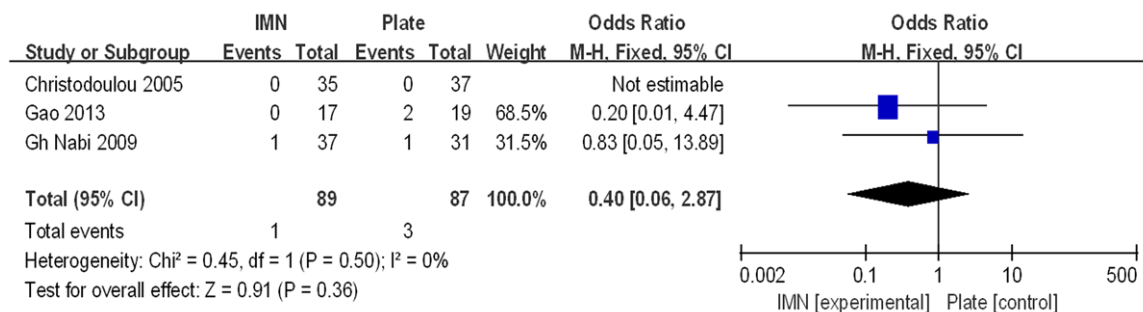 IMN Plate Odds Ratio Odds Ratio
Study or Subgroup Events Total Events Total Weight M-H, Fixed, 95% CI M-H, Fixed, 95% CI
Christodoulou 2005 0 35 0 37 Not estimable
Gao 2013 0 17 2 19 68.5% 0.20 [0.01, 4.47]
Gh Nabi 2009 1 37 1 31 31.5% 0.83 [0.05, 13.89]
Total (95% CI) 89 87 100.0% 0.40 [0.06, 2.87]
Total events 1 3
Heterogeneity: Chi² = 0.45, df = 1 (P = 0.50); I² = 0%
Test for overall effect: Z = 0.91 (P = 0.36)
0.002 0.1 1 10 500
IMN [experimental] Plate [control]